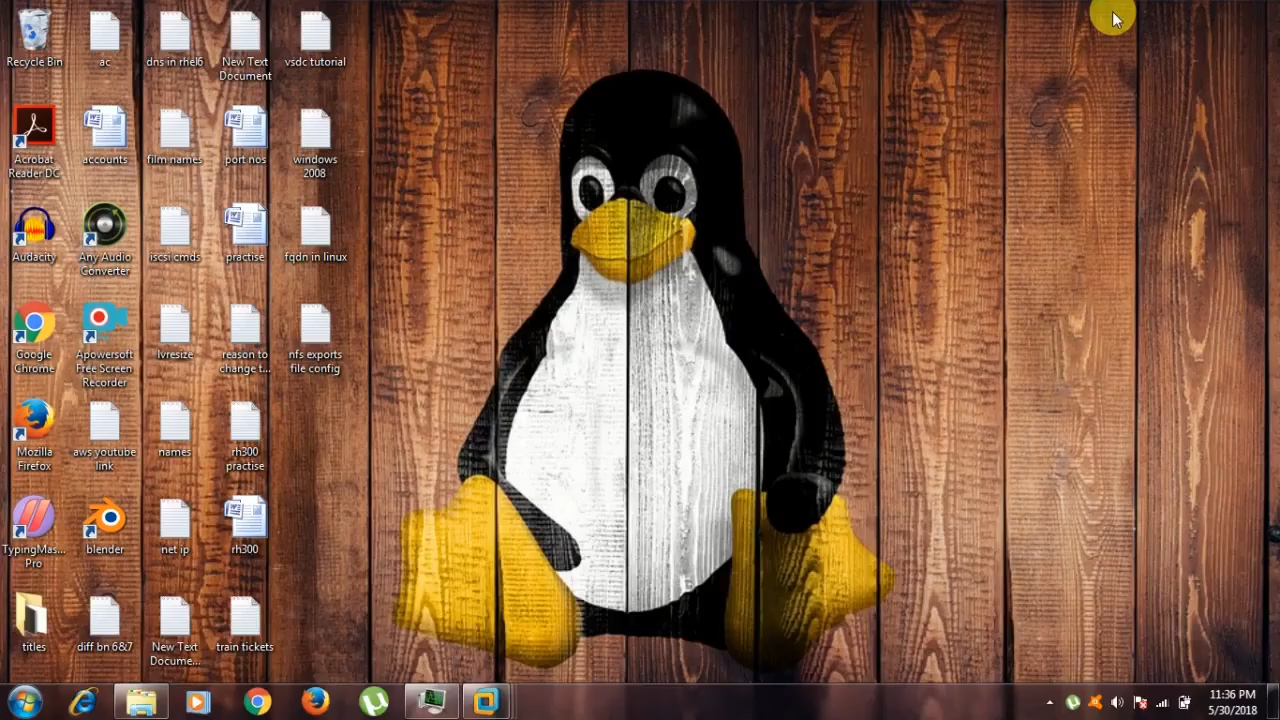 Recycle Bin
ac
dns in rhel6
New Text
Document
vsdc tutorial
Acrobat
Reader DC
accounts
film names
port nos
windows
2008
Audacity
Any Audio
Converter
iscsi cmds
practise
fqdn in linux
Google
Chrome
Apowersoft
Free Screen
Recorder
lvresize
reason to
change t...
nfs exports
file config
Mozilla
Firefox
aws youtube
link
names
rh300
practise
TypingMas...
Pro
blender
net ip
rh300
titles
diff bn 6&7
New Text
Docume...
train tickets
11:36 PM
5/30/2018